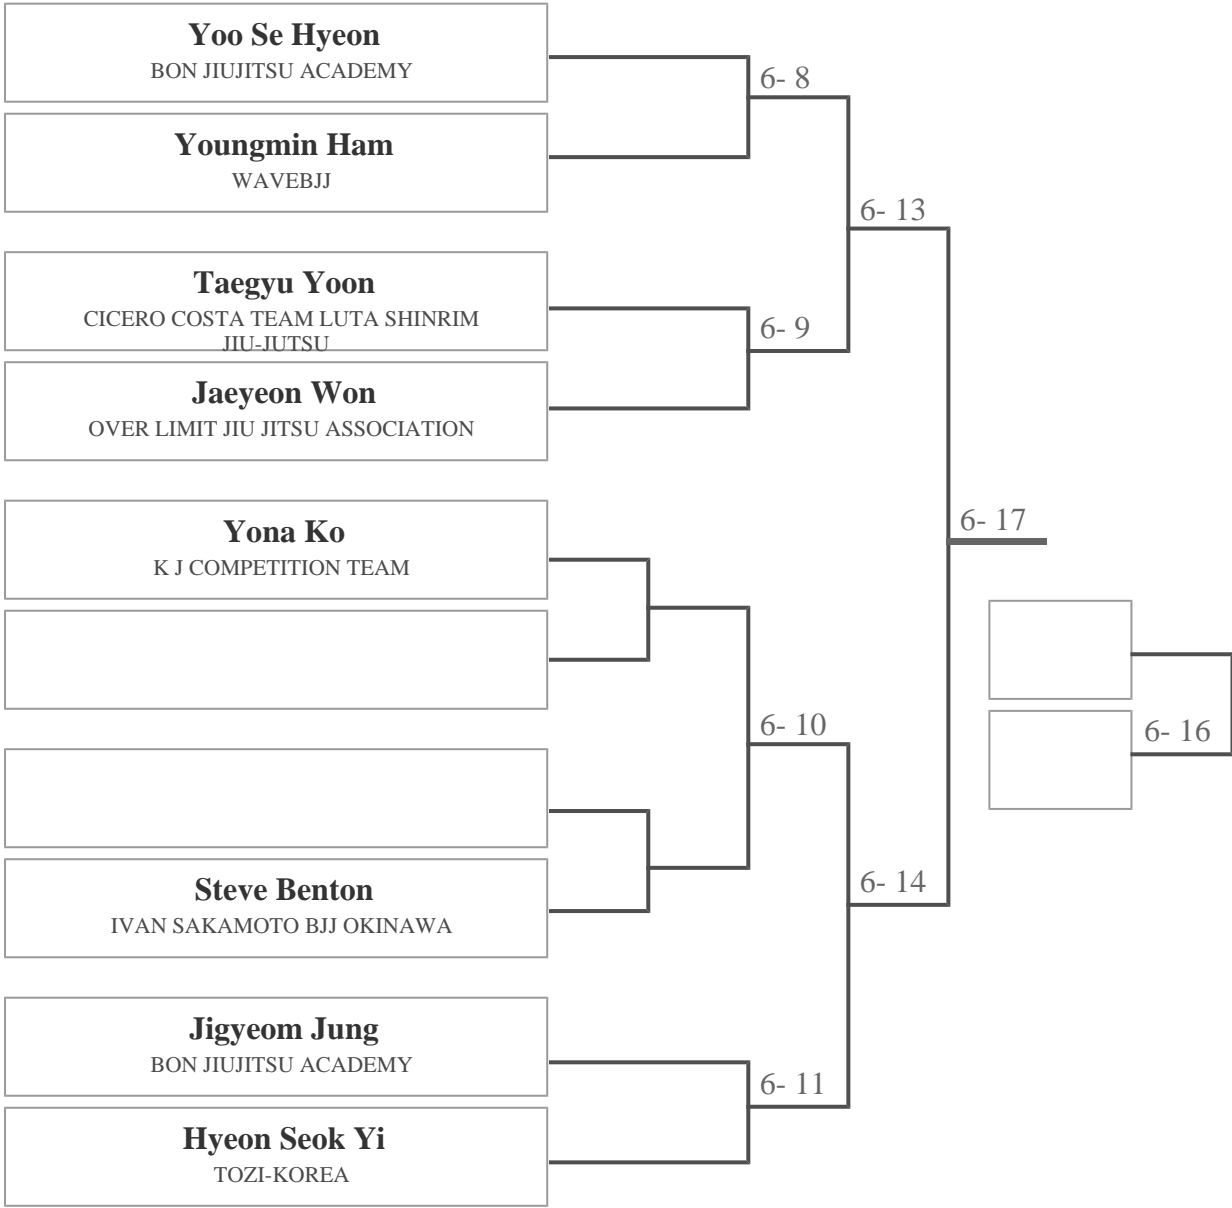 Yoo Se Hyeon
BON JIUJITSU ACADEMY
6- 8
Youngmin Ham
WAVEBJJ
6- 13
Taegyu Yoon
CICERO COSTA TEAM LUTA SHINRIM
JIU-JUTSU
6- 9
Jaeyeon Won
OVER LIMIT JIU JITSU ASSOCIATION
Yona Ko
K J COMPETITION TEAM
6- 17
6- 10
6- 16
Steve Benton
IVAN SAKAMOTO BJJ OKINAWA
6- 14
Jigyeom Jung
BON JIUJITSU ACADEMY
6- 11
Hyeon Seok Yi
TOZI-KOREA